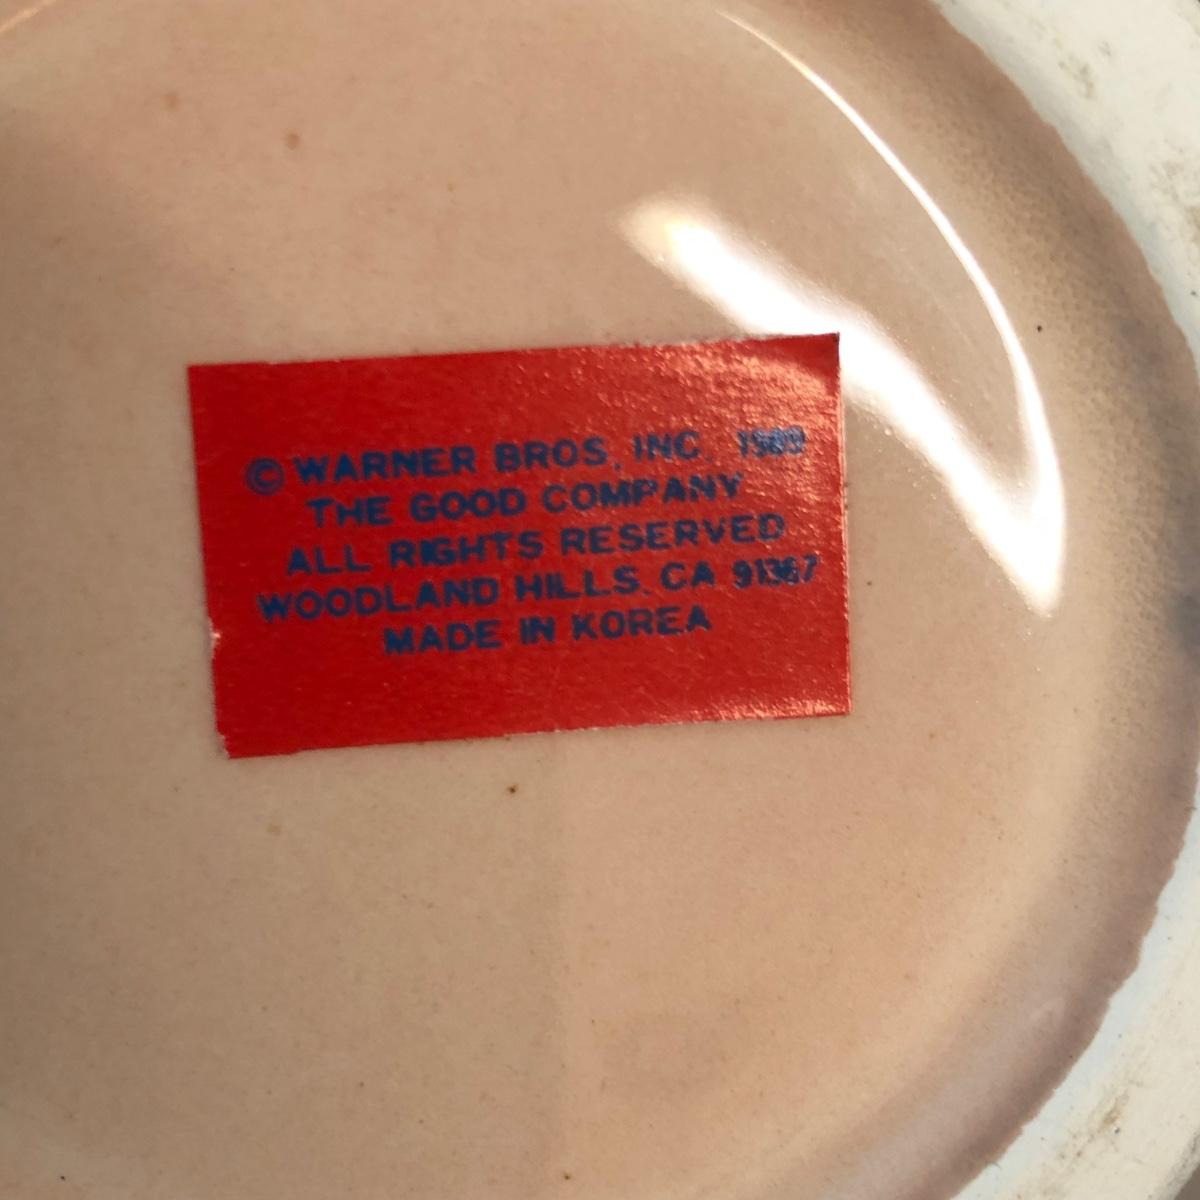 © WARNER BROS, INC. 1989
THE GOOD COMPANY
ALL RIGHTS RESERVED
WOODLAND HILLS, CA 91367
MADE IN KOREA